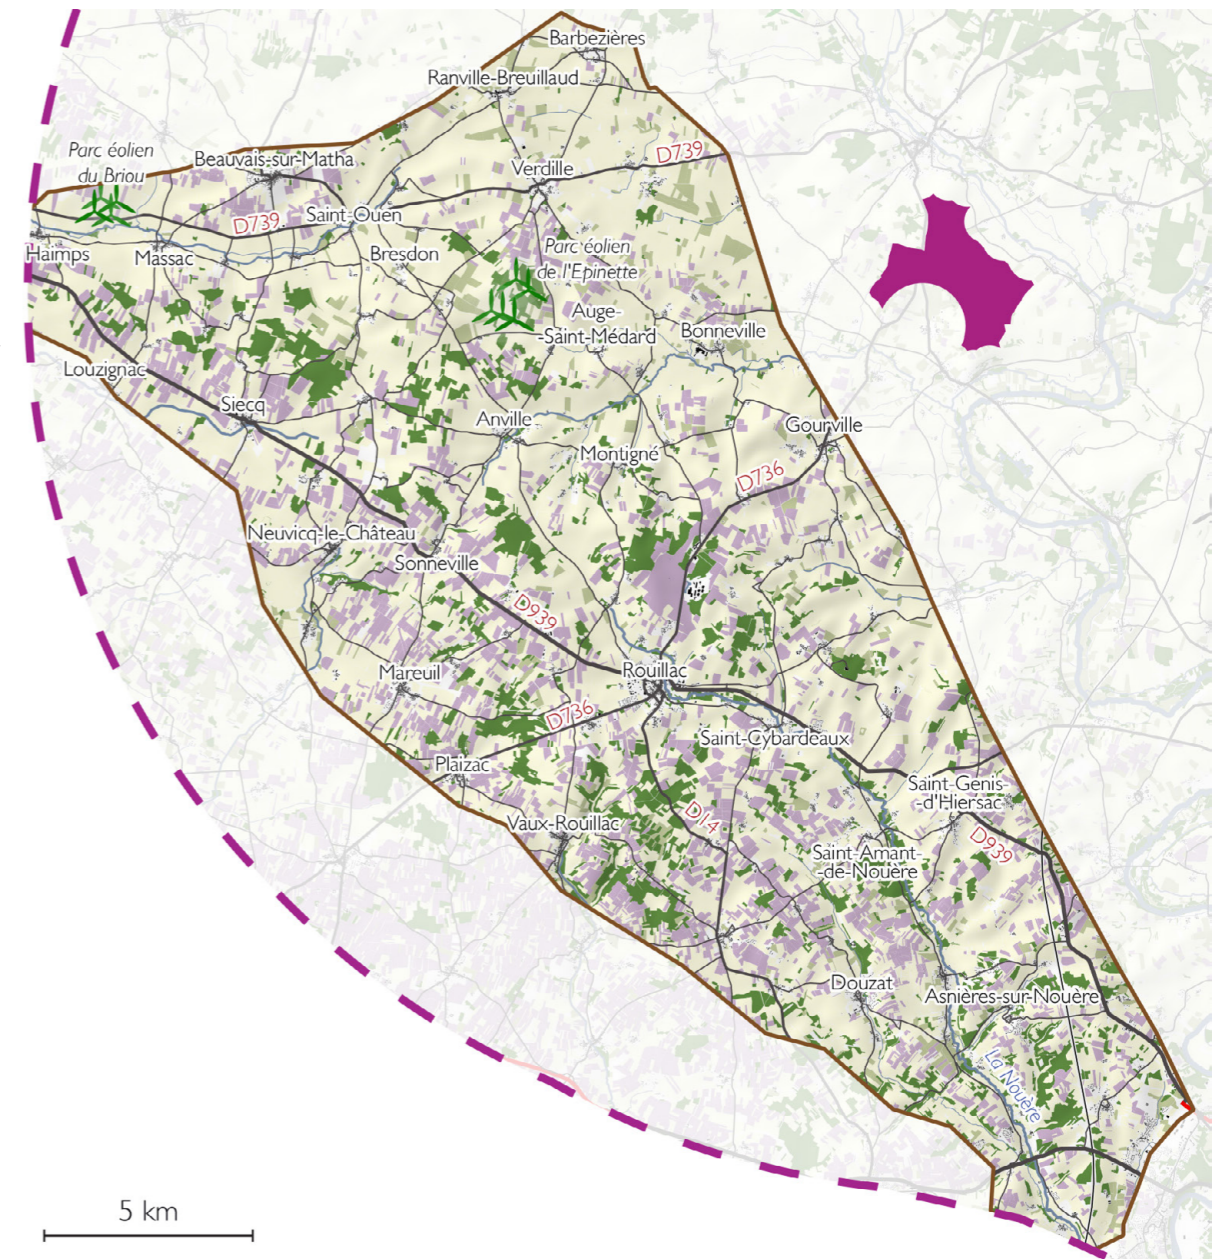 Barbezières
Ranville-Breuillaud
Parc éolien
du Briou
Beauvais-sur-Matha
Verdille
D739
Saint-Ouen
D739
Haimps
Massac
Bresdon
Parc éolien
de l'Epinette
Auge-
-Saint-Médard
Bonneville
Louzignac
Siecq
Anville
Gourville
Montigné
D736
Neuvicq-le-Château
Sonneville
D939
Mareuil
Rouillac
D736
Saint-Cybardeaux
Plaizac
Saint-Genis-
-d'Hiersac
D14
Vaux-Rouillac
D939
Saint-Amant-
-de-Nouère
Douzat
Asnières-sur-Nouère
La Nouère
5 km